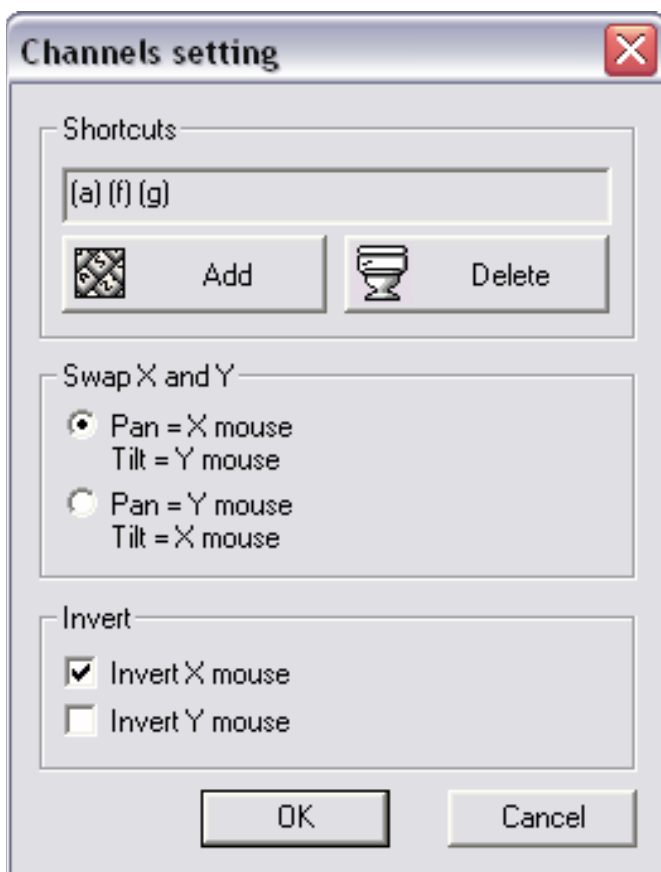 Channels setting
Shortcuts
(a) (f) (g)
Add Delete
Swap X and Y
Pan = X mouse
Tilt = Y mouse
Pan = Y mouse
Tilt = X mouse
Invert
Invert X mouse
Invert Y mouse
OK Cancel